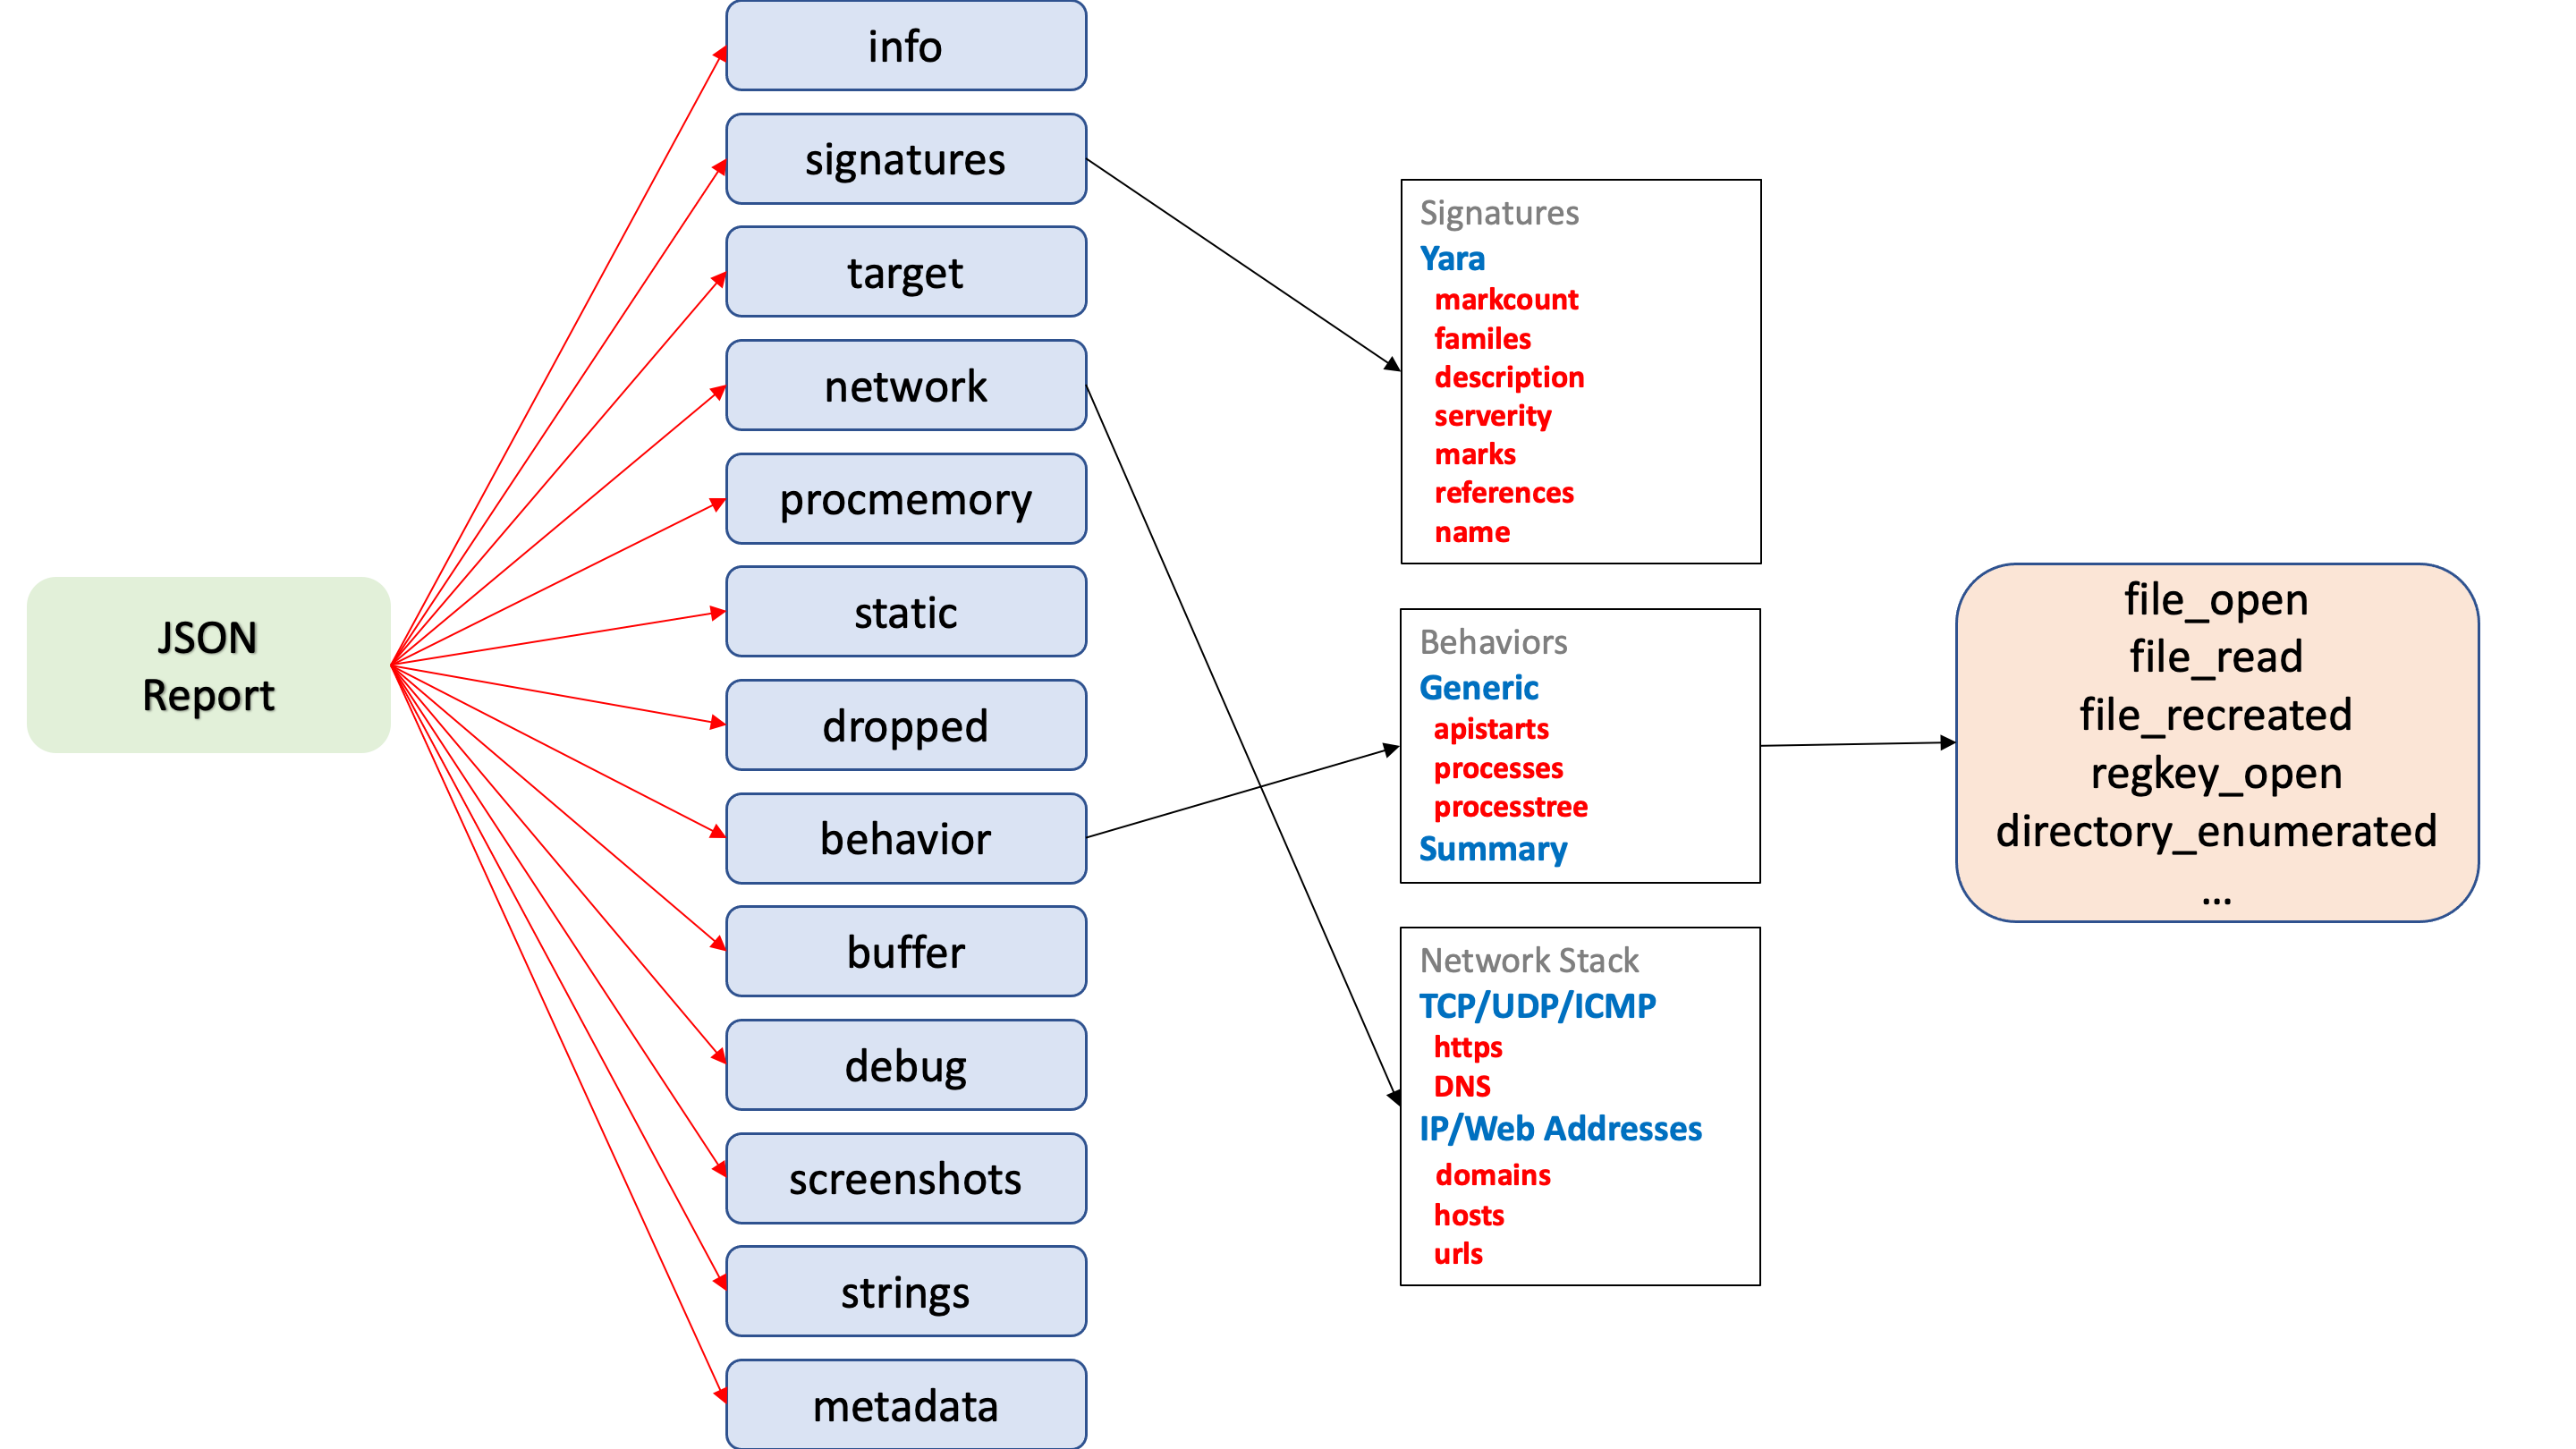 JSON
Report
info
signatures
target
network
procmemory
static
dropped
behavior
buffer
debug
screenshots
strings
metadata
Signatures
Yara
markcount
familes
description
serverity
marks
references
name
Behaviors
Generic
apistarts
processes
processtree
Summary
Network Stack
TCP/UDP/ICMP
https
DNS
IP/Web Addresses
domains
hosts
urls
file_open
file_read
file_recreated
regkey_open
directory_enumerated
...